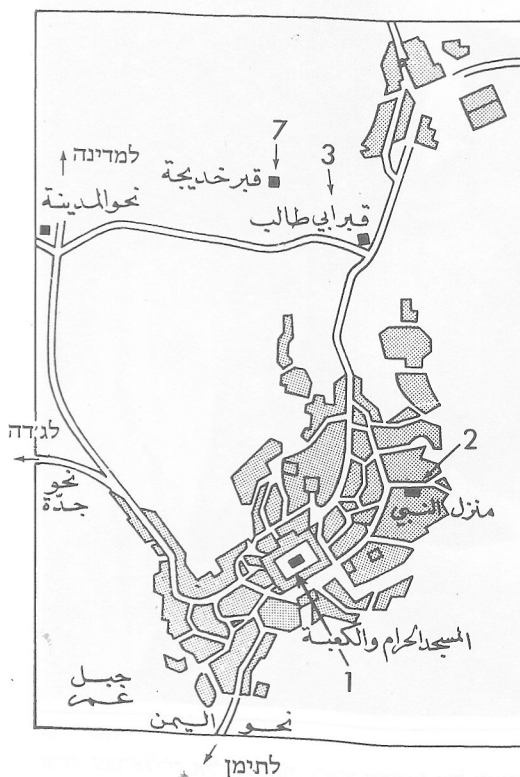 7
3
למדינה
نحو المدينة
قبر خديجة
قبر ابي طالب
לג׳דה
نحو
جدّة
2
منزل النبي
المسجد الحرام والكعبة
1
جبل
عمر
نحو اليمن
לתימן